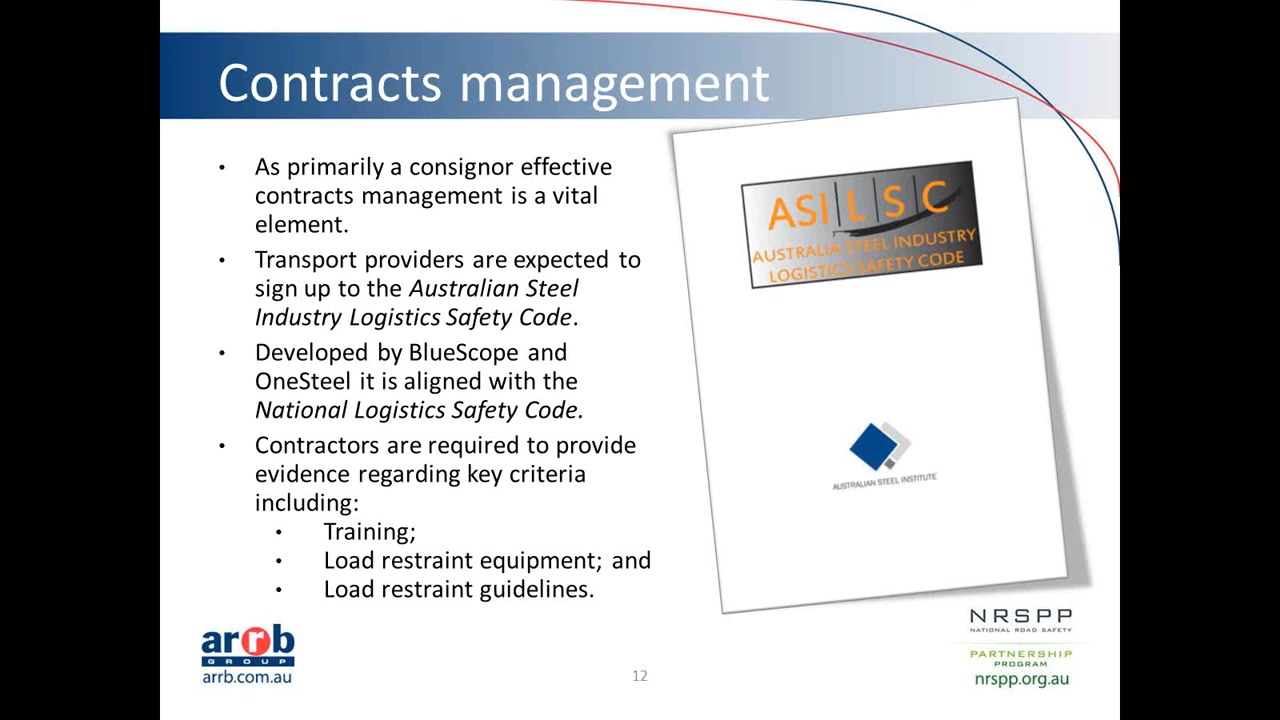 Contracts management
• As primarily a consignor effective
contracts management is a vital
element.
• Transport providers are expected to
sign up to the Australian Steel
Industry Logistics Safety Code.
• Developed by BlueScope and
OneSteel it is aligned with the
National Logistics Safety Code.
• Contractors are required to provide
evidence regarding key criteria
including:
• Training;
• Load restraint equipment; and
• Load restraint guidelines.
ASI L S C
AUSTRALIA STEEL INDUSTRY
LOGISTICS SAFETY CODE
AUSTRALIAN STEEL INSTITUTE
arrb
GROUP
arrb.com.au
12
NRSPP
NATIONAL ROAD SAFETY
PARTNERSHIP
PROGRAM
nrspp.org.au